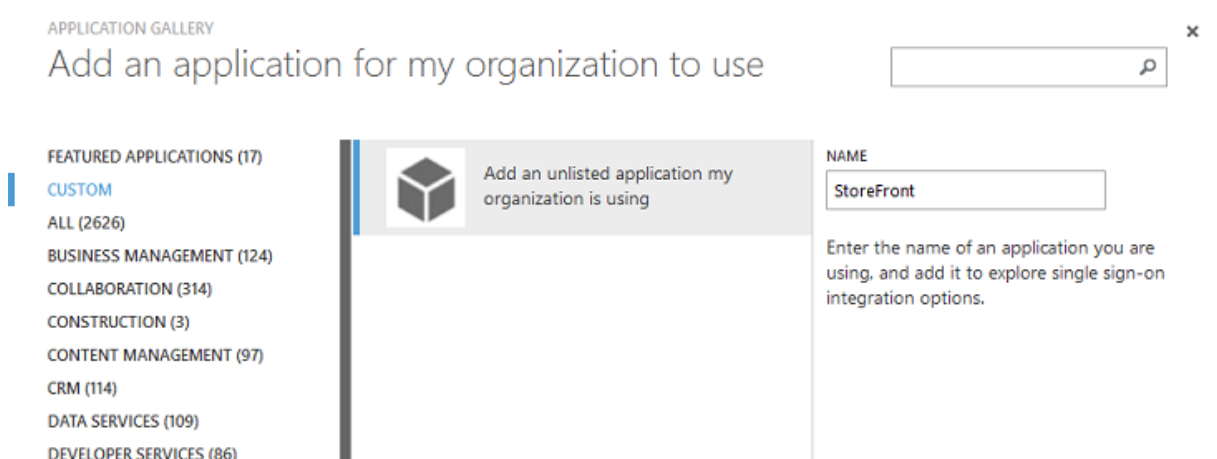 APPLICATION GALLERY
Add an application for my organization to use
FEATURED APPLICATIONS (17)
CUSTOM
ALL (2626)
BUSINESS MANAGEMENT (124)
COLLABORATION (314)
CONSTRUCTION (3)
CONTENT MANAGEMENT (97)
CRM (114)
DATA SERVICES (109)
DEVELOPER SERVICES (86)
Add an unlisted application my
organization is using
NAME
StoreFront
Enter the name of an application you are
using, and add it to explore single sign-on
integration options.